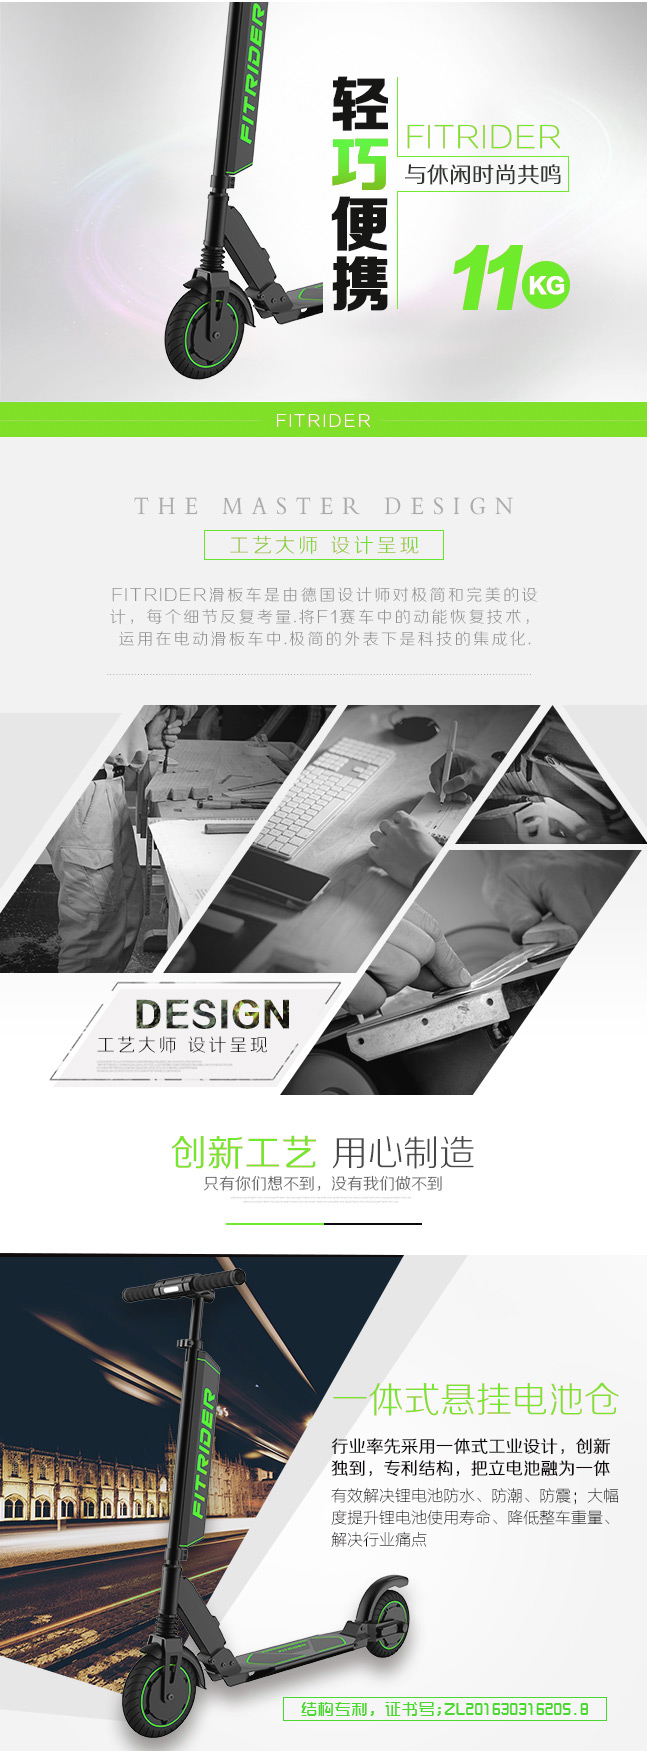 FITRIDER
轻巧便携
FITRIDER
与休闲时尚共鸣
11KG
FITRIDER
THE MASTER DESIGN
工艺大师 设计呈现
FITRIDER滑板车是由德国设计师对极简和完美的设
计，每个细节反复考量.将F1赛车中的动能恢复技术，
运用在电动滑板车中.极简的外表下是科技的集成化.
DESIGN
工艺大师 设计呈现
创新工艺 用心制造
只有你们想不到，没有我们做不到
FITRIDER
一体式悬挂电池仓
行业率先采用一体式工业设计，创新
独到，专利结构，把立电池融为一体
有效解决锂电池防水、防潮、防震；大幅
度提升锂电池使用寿命、降低整车重量、
解决行业痛点
结构专利，证书号;ZL201630316205.8